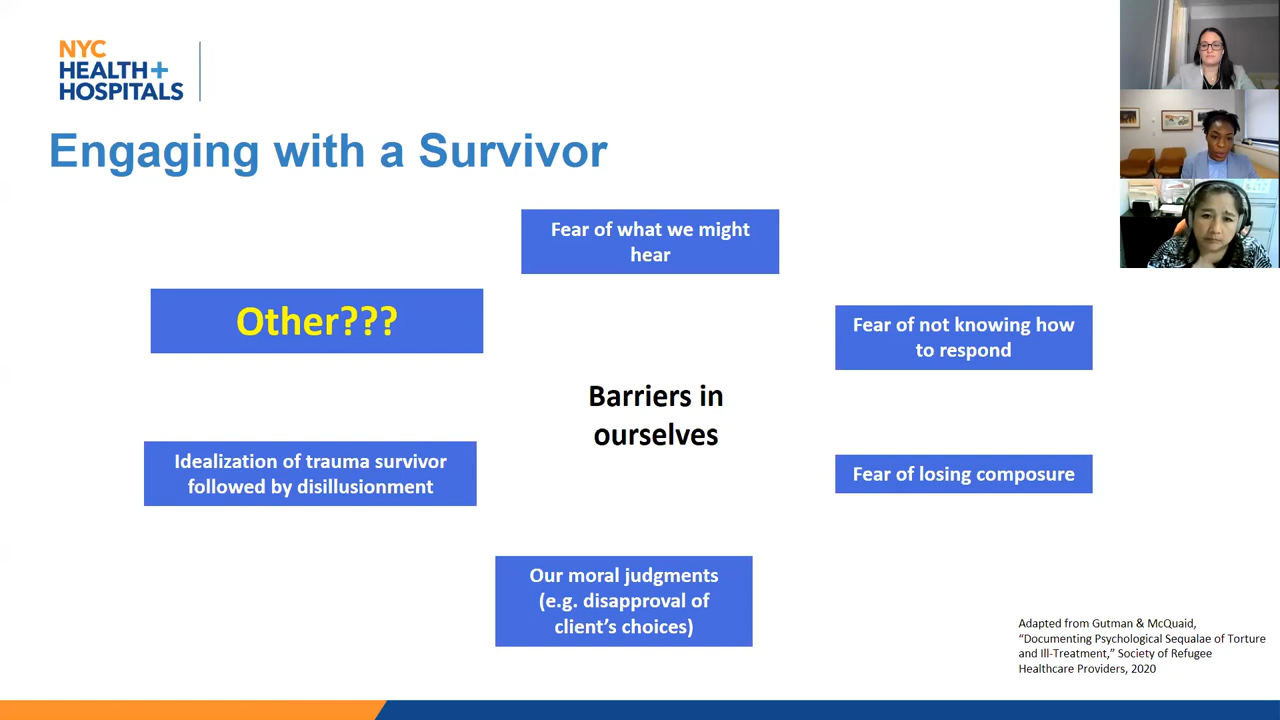 NYC
HEALTH+
HOSPITALS
Engaging with a Survivor
Fear of what we might
hear
Other???
Fear of not knowing how
to respond
Barriers in
ourselves
Idealization of trauma survivor
followed by disillusionment
Fear of losing composure
Our moral judgments
(e.g. disapproval of
client’s choices)
Adapted from Gutman & McQuaid,
“Documenting Psychological Sequalae of Torture
and Ill-Treatment,” Society of Refugee
Healthcare Providers, 2020